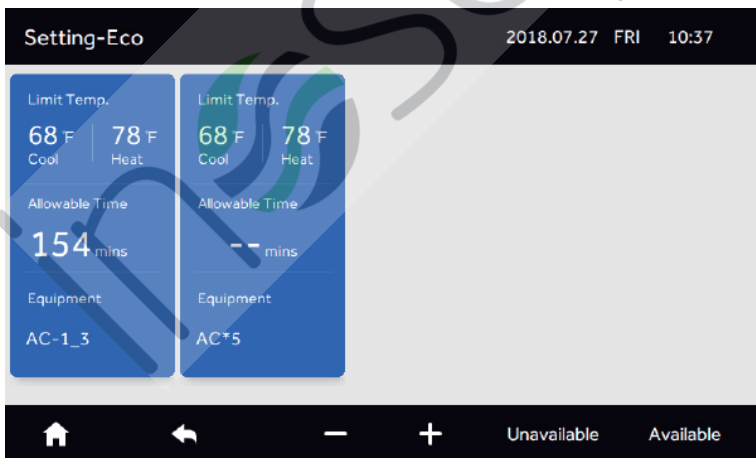 Setting-Eco 2018.07.27 FRI 10:37
Limit Temp.
68 °F 78 °F
Cool Heat
Allowable Time
154 mins
Equipment
AC-1_3
Limit Temp.
68 °F 78 °F
Cool Heat
Allowable Time
-- mins
Equipment
AC*5
− + Unavailable Available